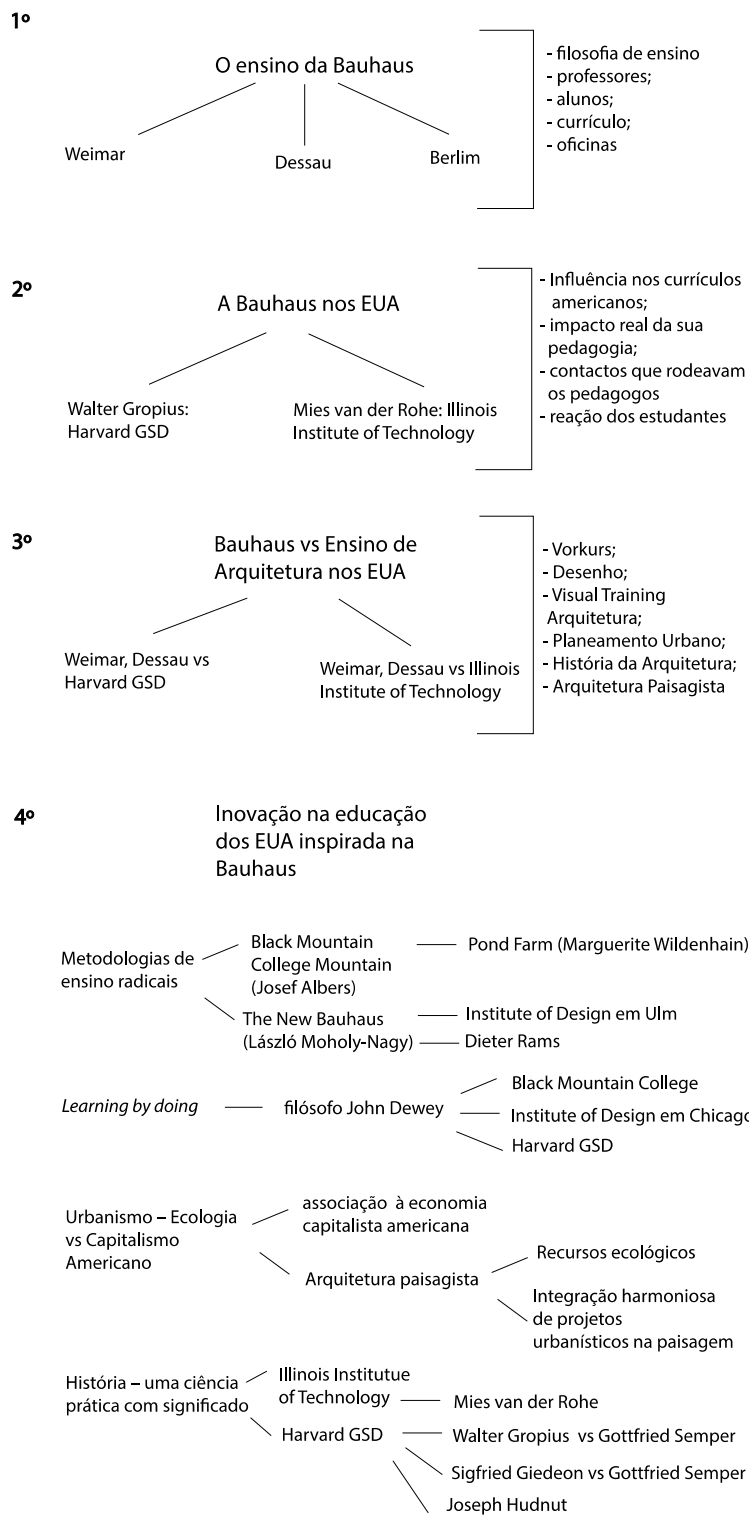 1º
O ensino da Bauhaus
Weimar
Dessau
Berlim
- filosofia de ensino
- professores;
- alunos;
- currículo;
- oficinas
2º
A Bauhaus nos EUA
Walter Gropius:
Harvard GSD
Mies van der Rohe: Illinois
Institute of Technology
- Influência nos currículos
americanos;
- impacto real da sua
pedagogia;
- contactos que rodeavam
os pedagogos
- reação dos estudantes
3º
Bauhaus vs Ensino de
Arquitetura nos EUA
Weimar, Dessau vs
Harvard GSD
Weimar, Dessau vs Illinois
Institute of Technology
- Vorkurs;
- Desenho;
- Visual Training
Arquitetura;
- Planeamento Urbano;
- História da Arquitetura;
- Arquitetura Paisagista
4º
Inovação na educação
dos EUA inspirada na
Bauhaus
Metodologias de
ensino radicais
Black Mountain
College Mountain
(Josef Albers)
Pond Farm (Marguerite Wildenhain)
The New Bauhaus
(László Moholy-Nagy)
Institute of Design em Ulm
Dieter Rams
Learning by doing
filósofo John Dewey
Black Mountain College
Institute of Design em Chicago
Harvard GSD
Urbanismo – Ecologia
vs Capitalismo
Americano
associação à economia
capitalista americana
Arquitetura paisagista
Recursos ecológicos
Integração harmoniosa
de projetos
urbanísticos na paisagem
História – uma ciência
prática com significado
Illinois Institutue
of Technology
Mies van der Rohe
Harvard GSD
Walter Gropius vs Gottfried Semper
Sigfried Giedeon vs Gottfried Semper
Joseph Hudnut